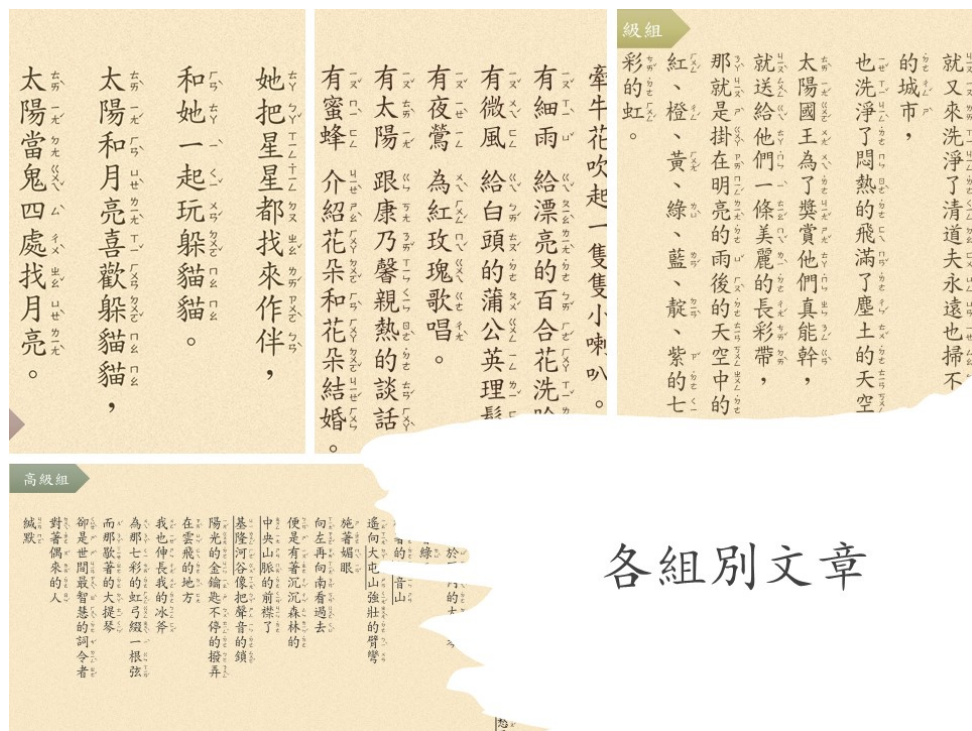 她把星星都找來作伴，
和她一起玩躲貓貓。
太陽和月亮喜歡躲貓貓，
太陽當鬼四處找月亮。
牽牛花吹起一隻隻小喇叭。
有細雨 給漂亮的百合花洗
有微風 給白頭的蒲公英理
有夜鶯 為紅玫瑰歌唱。
有太陽 跟康乃馨親熱的談話
有蜜蜂 介紹花朵和花朵結婚。
級組
就又來洗淨了清道夫永遠也掃不
的城市，
也洗淨了悶熱的飛滿了塵土的天空
太陽國王為了獎賞他們真能幹，
就送給他們一條美麗的長彩帶，
那就是掛在明亮的雨後的天空中的
紅、橙、黃、綠、藍、靛、紫的七
彩的虹。
高級組
於
綠
音山
遙向大屯山強壯的臂彎
施著媚眼
向左再向南看過去
便是有著沉沉森林的
中央山脈的前襟了
基隆河谷像把聲音的鎖
陽光的金鑰匙不停的撥弄
在雲飛的地方
我也伸長我的冰斧
為那七彩的虹弓綴一根弦
而那歇著的大提琴
卻是世間最智慧的詞令者
對著偶來的人
緘默
各組別文章